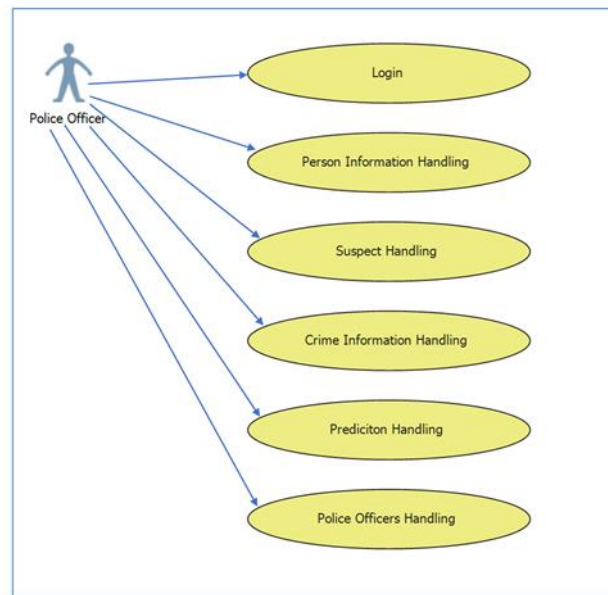 Login
Police Officer
Person Information Handling
Suspect Handling
Crime Information Handling
Prediciton Handling
Police Officers Handling